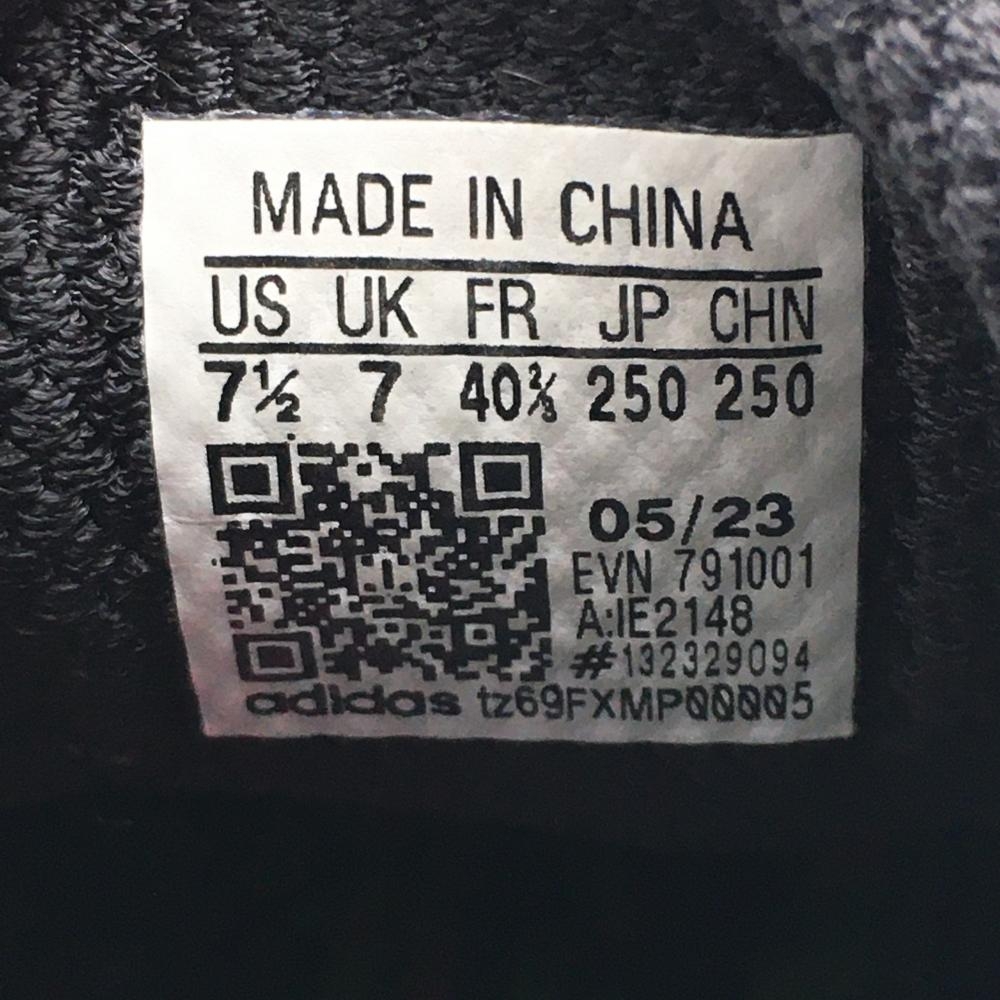 MADE IN CHINA
US UK FR JP CHN
7½ 7 40⅔ 250 250
05/23
EVN 791001
A:IE2148
#132329094
adidas tz69FXMP00005